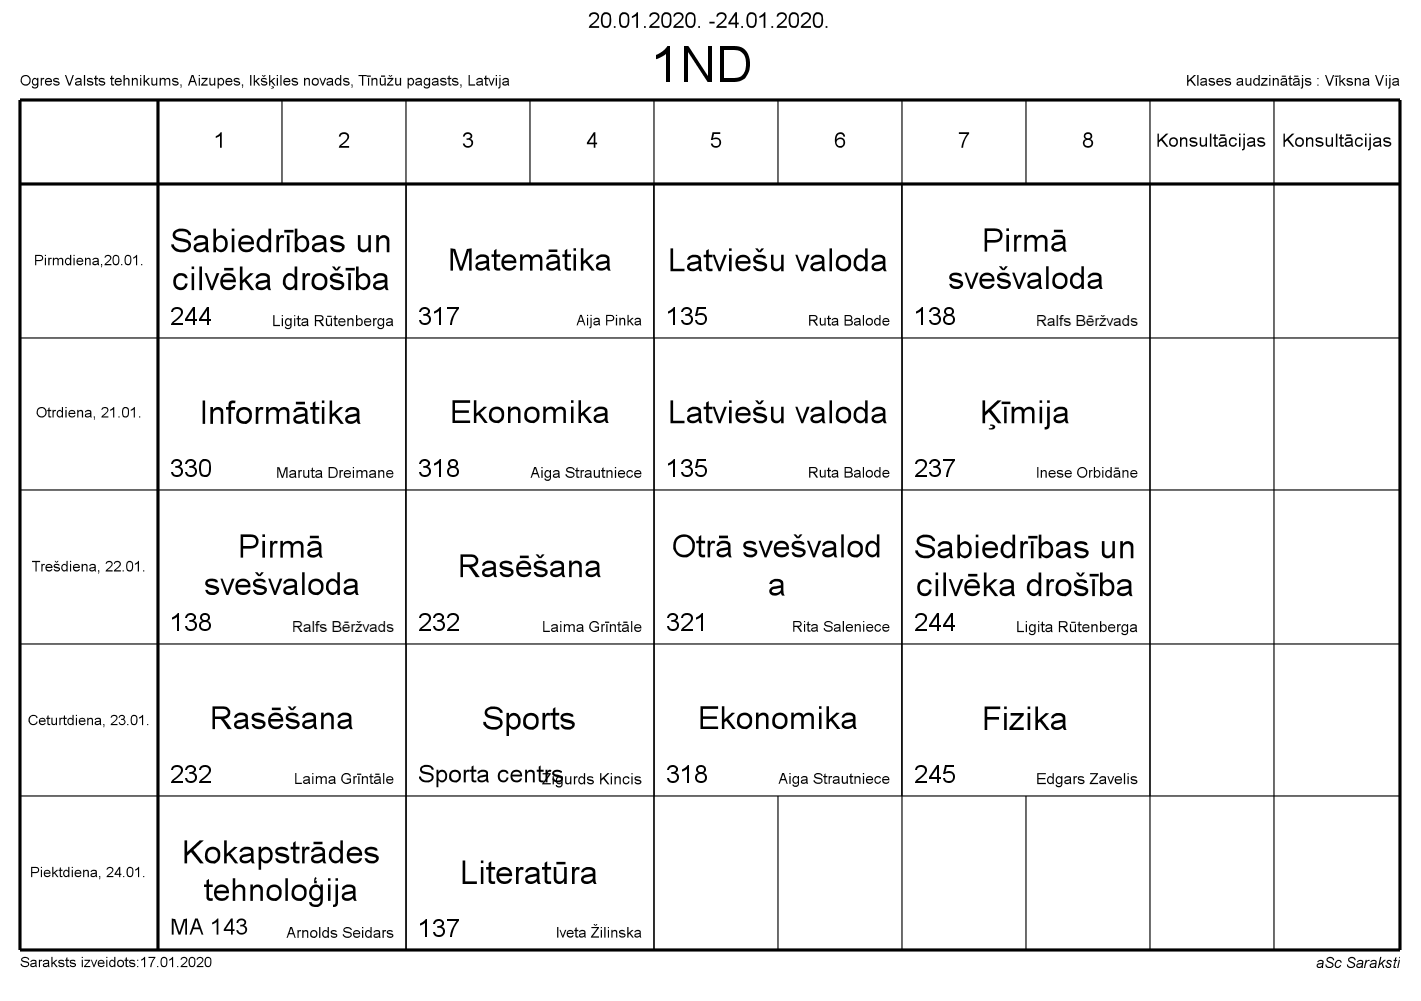 20.01.2020. -24.01.2020.
1ND
Ogres Valsts tehnikums, Aizupes, Ikšķiles novads, Tīnūžu pagasts, Latvija
Klases audzinātājs : Vīksna Vija
1 2 3 4 5 6 7 8 Konsultācijas Konsultācijas
Pirmdiena,20.01.
Sabiedrības un
cilvēka drošība
244 Ligita Rūtenberga
Matemātika
317 Aija Pinka
Latviešu valoda
135 Ruta Balode
Pirmā
svešvaloda
138 Ralfs Bēržvads
Otrdiena, 21.01.
Informātika
330 Maruta Dreimane
Ekonomika
318 Aiga Strautniece
Latviešu valoda
135 Ruta Balode
Ķīmija
237 Inese Orbidāne
Trešdiena, 22.01.
Pirmā
svešvaloda
138 Ralfs Bēržvads
Rasēšana
232 Laima Grīntāle
Otrā svešvalod
a
321 Rita Saleniece
Sabiedrības un
cilvēka drošība
244 Ligita Rūtenberga
Ceturtdiena, 23.01.
Rasēšana
232 Laima Grīntāle
Sports
Sporta centrs Zigurds Kincis
Ekonomika
318 Aiga Strautniece
Fizika
245 Edgars Zavelis
Piektdiena, 24.01.
Kokapstrādes
tehnoloģija
MA 143 Arnolds Seidars
Literatūra
137 Iveta Žilinska
Saraksts izveidots:17.01.2020
aSc Saraksti